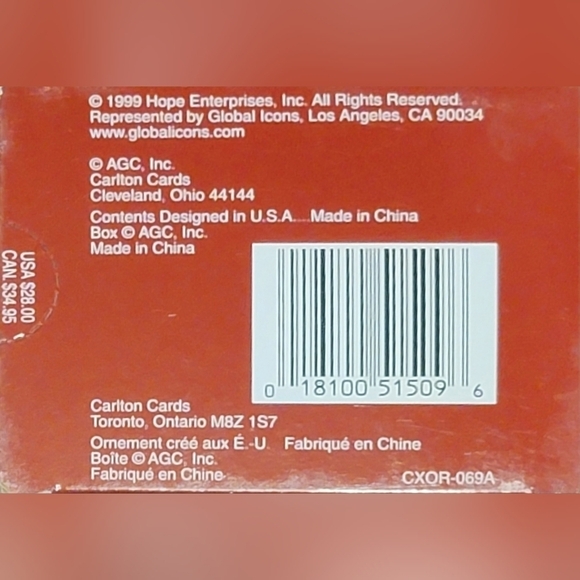 © 1999 Hope Enterprises, Inc. All Rights Reserved.
Represented by Global Icons, Los Angeles, CA 90034
www.globalicons.com
© AGC, Inc.
Carlton Cards
Cleveland, Ohio 44144
Contents Designed in U.S.A. Made in China
Box © AGC, Inc.
Made in China
USA $28.00
CAN. $34.95
0 18100 51509 6
Carlton Cards
Toronto, Ontario M8Z 1S7
Ornement créé aux É.-U. Fabriqué en Chine
Boîte © AGC, Inc.
Fabriqué en Chine
CXOR-069A